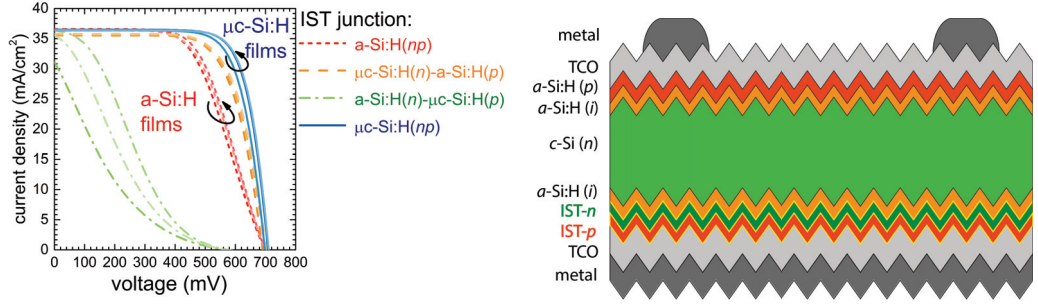 40
35
30
25
20
15
10
5
0
current density (mA/cm²)
0 100 200 300 400 500 600 700 800
voltage (mV)
µc-Si:H
films
a-Si:H
films
IST junction:
a-Si:H(np)
µc-Si:H(n)-a-Si:H(p)
a-Si:H(n)-µc-Si:H(p)
µc-Si:H(np)
metal
TCO
a-Si:H (p)
a-Si:H (i)
c-Si (n)
a-Si:H (i)
IST-n
IST-p
TCO
metal